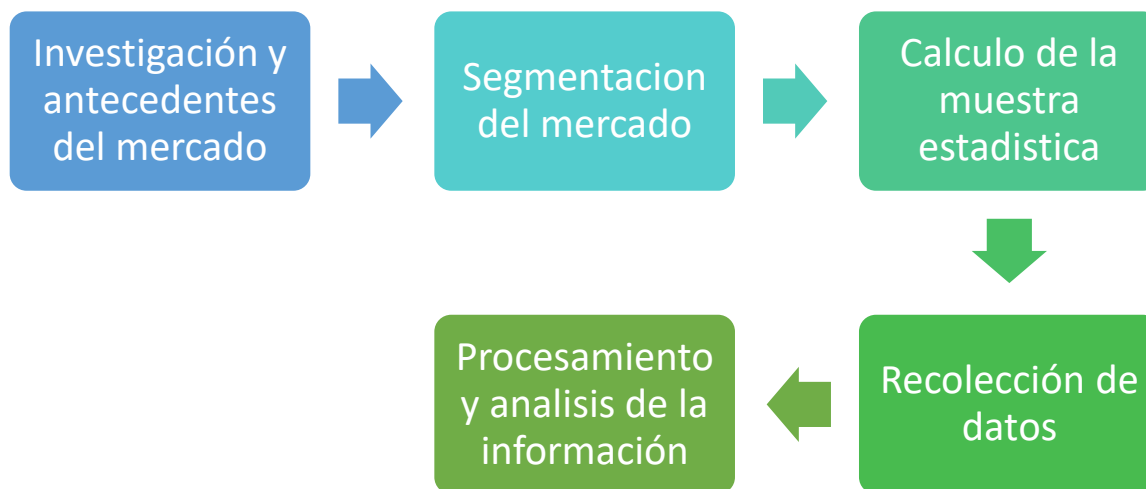 Investigación y
antecedentes
del mercado
Segmentacion
del mercado
Calculo de la
muestra
estadistica
Recolección de
datos
Procesamiento
y analisis de la
información